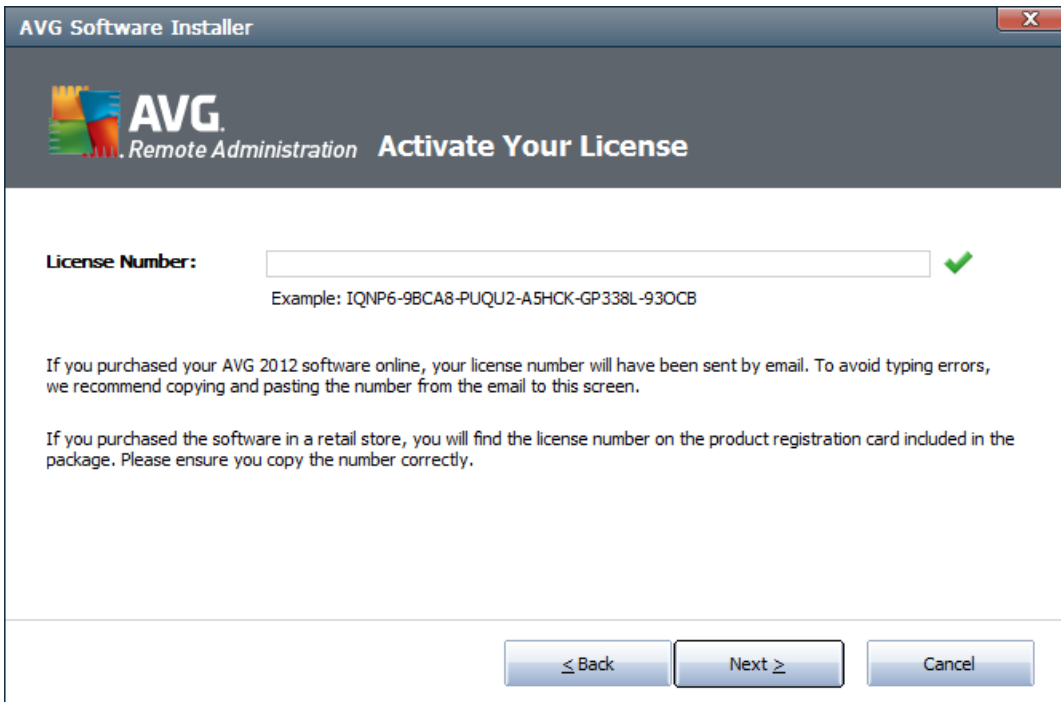 AVG Software Installer
X
AVG.
Remote Administration
Activate Your License
License Number:
Example: IQNP6-9BCA8-PUQU2-A5HCK-GP338L-93OCB
If you purchased your AVG 2012 software online, your license number will have been sent by email. To avoid typing errors,
we recommend copying and pasting the number from the email to this screen.
If you purchased the software in a retail store, you will find the license number on the product registration card included in the
package. Please ensure you copy the number correctly.
< Back
Next >
Cancel